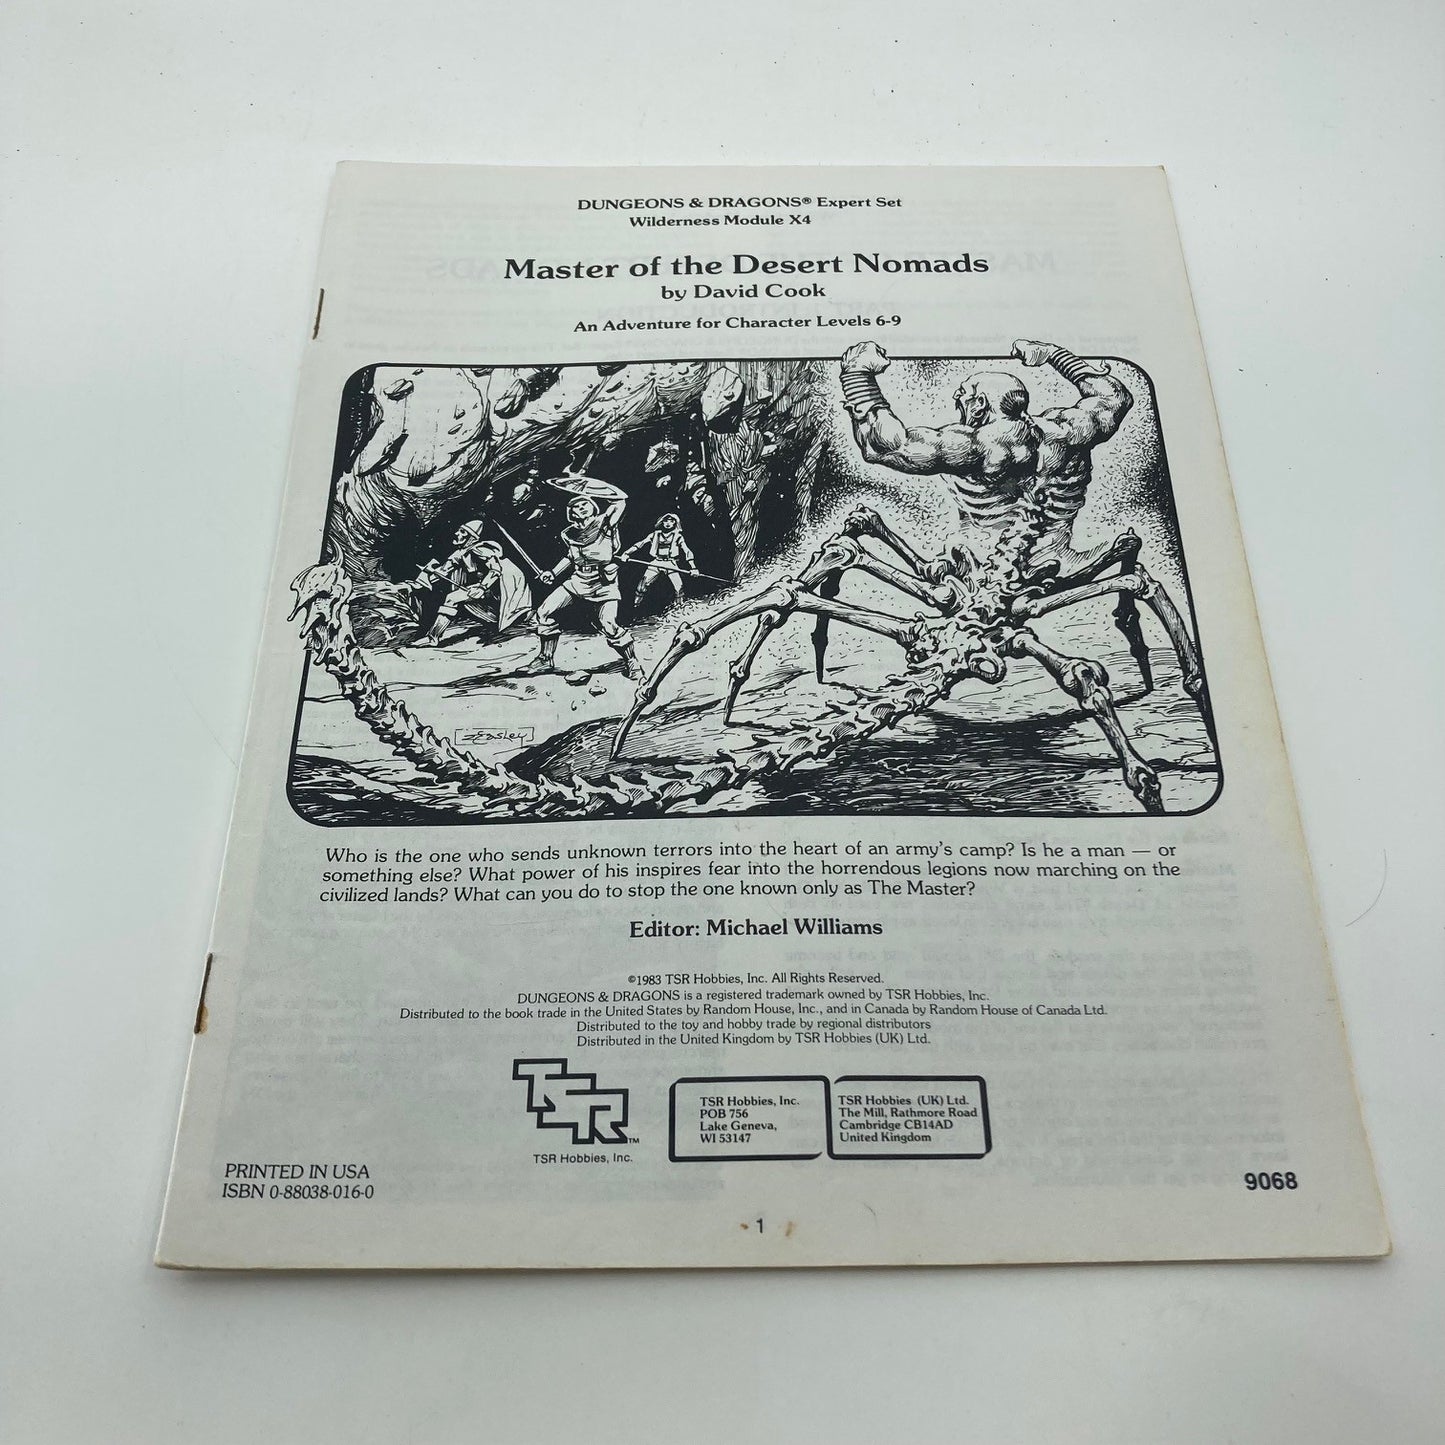 DUNGEONS & DRAGONS® Expert Set
Wilderness Module X4
Master of the Desert Nomads
by David Cook
An Adventure for Character Levels 6-9
Easley
Who is the one who sends unknown terrors into the heart of an army's camp? Is he a man — or
something else? What power of his inspires fear into the horrendous legions now marching on the
civilized lands? What can you do to stop the one known only as The Master?
Editor: Michael Williams
©1983 TSR Hobbies, Inc. All Rights Reserved.
DUNGEONS & DRAGONS is a registered trademark owned by TSR Hobbies, Inc.
Distributed to the book trade in the United States by Random House, Inc., and in Canada by Random House of Canada Ltd.
Distributed to the toy and hobby trade by regional distributors
Distributed in the United Kingdom by TSR Hobbies (UK) Ltd.
TSR™
TSR Hobbies, Inc.
TSR Hobbies, Inc.
POB 756
Lake Geneva,
WI 53147
TSR Hobbies (UK) Ltd.
The Mill, Rathmore Road
Cambridge CB14AD
United Kingdom
PRINTED IN USA
ISBN 0-88038-016-0
9068
1